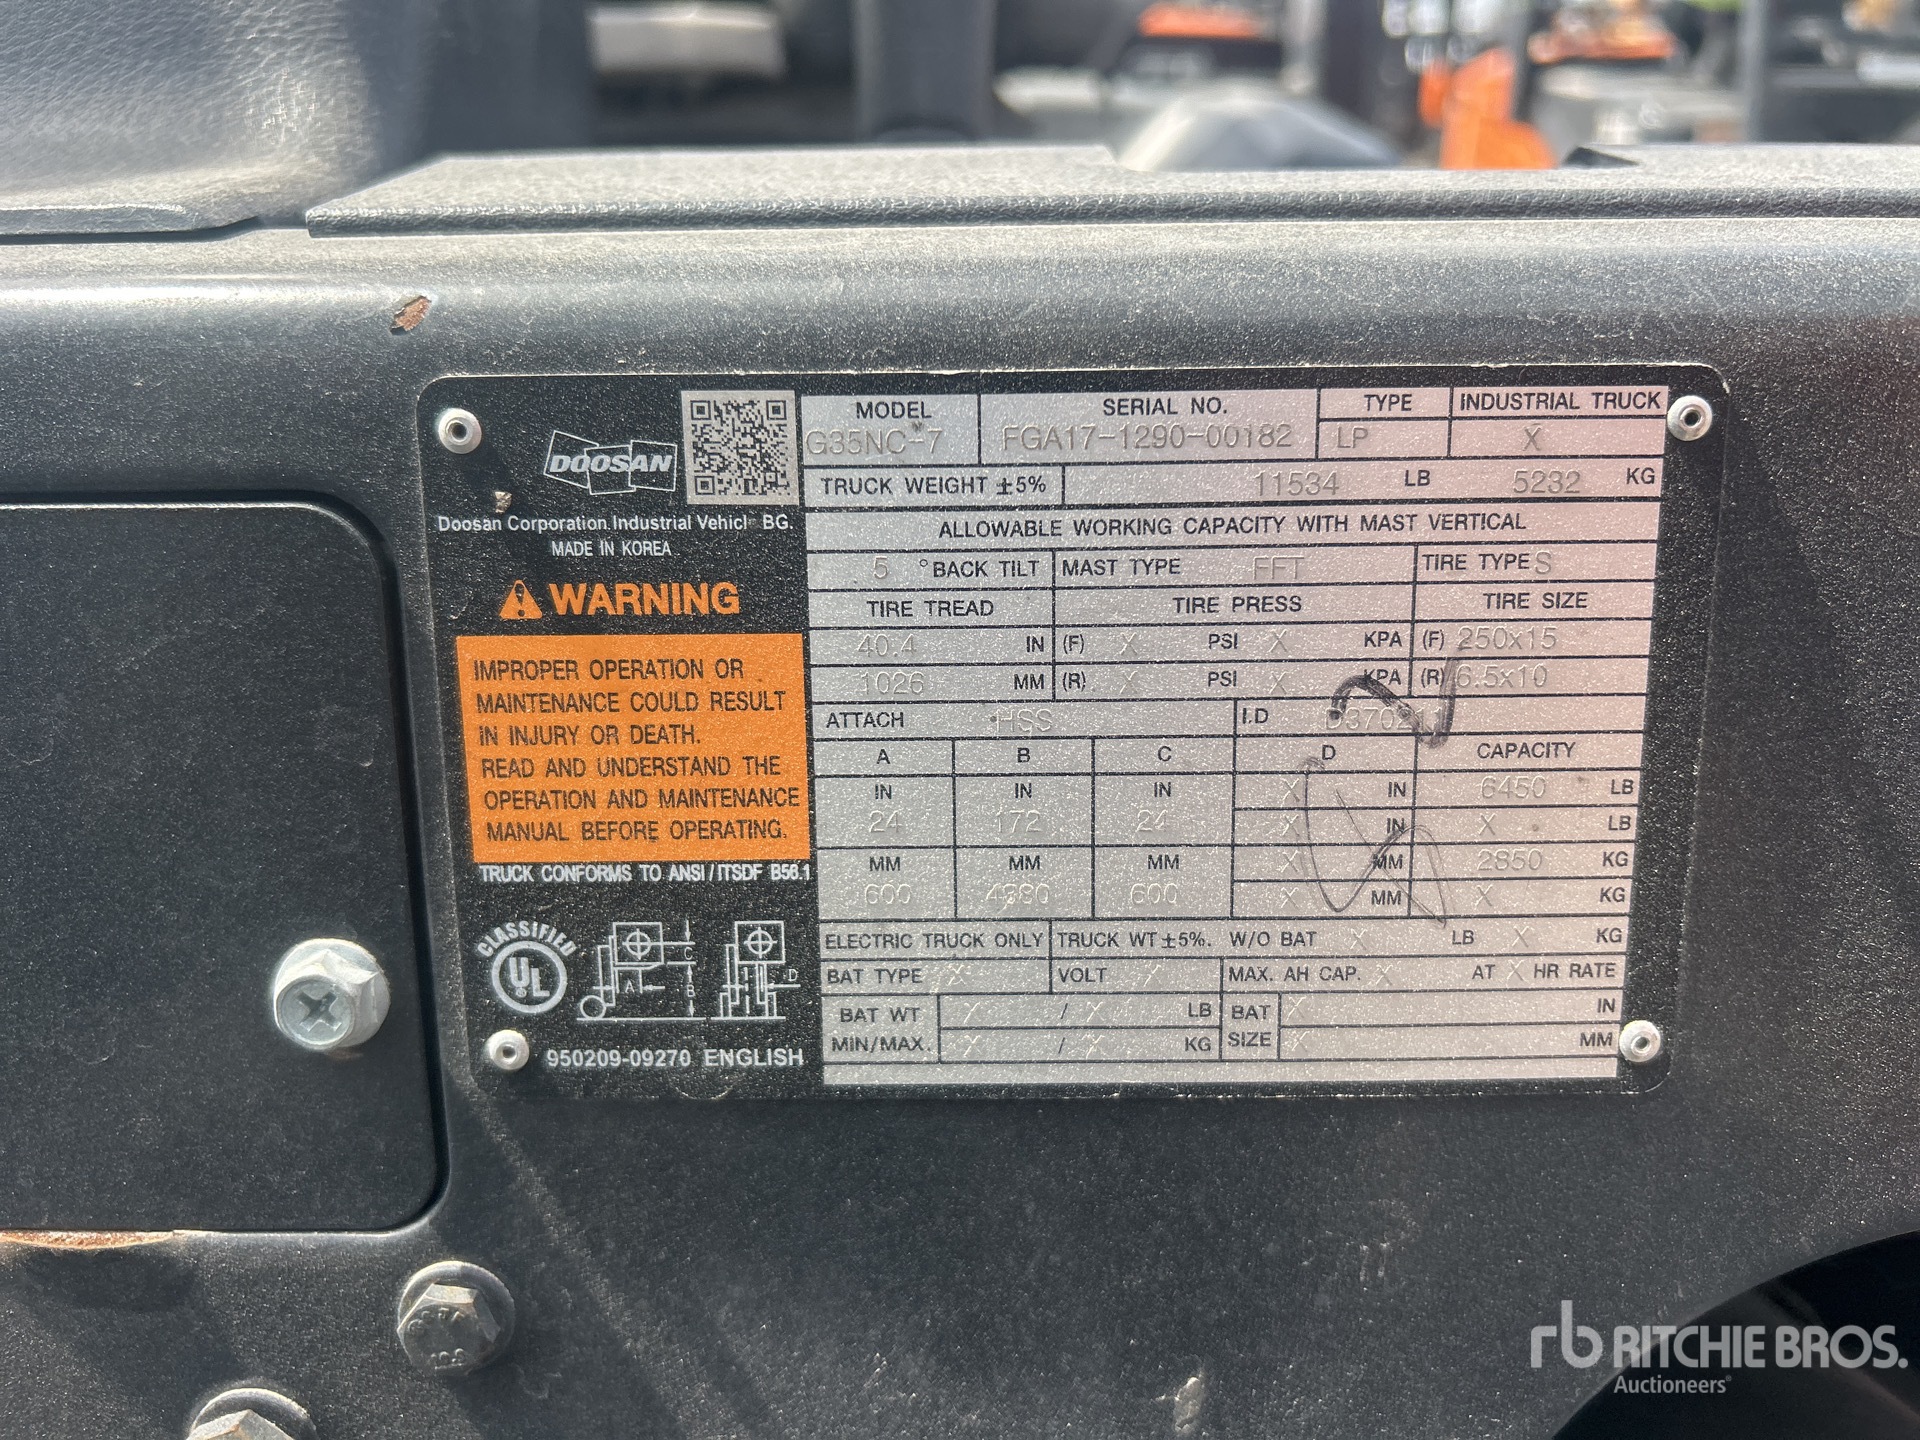 DOOSAN
Doosan Corporation Industrial Vehicl BG.
MADE IN KOREA
WARNING
IMPROPER OPERATION OR
MAINTENANCE COULD RESULT
IN INJURY OR DEATH.
READ AND UNDERSTAND THE
OPERATION AND MAINTENANCE
MANUAL BEFORE OPERATING.
TRUCK CONFORMS TO ANSI/ITSDF B56.1
CLASSIFIED
UL
A B C D
950209-09270 ENGLISH
MODEL SERIAL NO. TYPE INDUSTRIAL TRUCK
G35NC-7 FGA17-1290-00182 LP X
TRUCK WEIGHT ±5% 11534 LB 5232 KG
ALLOWABLE WORKING CAPACITY WITH MAST VERTICAL
5 °BACK TILT MAST TYPE FFT TIRE TYPE S
TIRE TREAD TIRE PRESS TIRE SIZE
40.4 IN (F) X PSI X KPA (F) 250x15
1026 MM (R) X PSI X KPA (R) 6.5x10
ATTACH HSS I.D
A B C D CAPACITY
IN IN IN X IN 6450 LB
24 172 24 X IN X LB
MM MM MM X MM 2850 KG
600 4380 600 X MM X KG
ELECTRIC TRUCK ONLY TRUCK WT ±5%. W/O BAT X LB X KG
BAT TYPE X VOLT X MAX. AH CAP. X AT X HR RATE
BAT WT X / X LB BAT X IN
MIN/MAX. X / X KG SIZE X MM
rb RITCHIE BROS.
Auctioneers